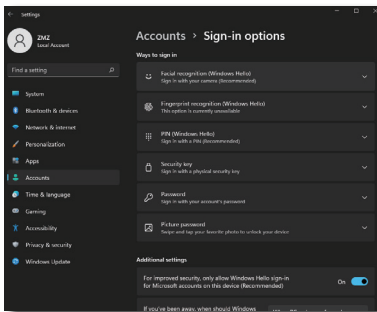 Settings
ZMZ
Local Account
Find a setting
System
Bluetooth & devices
Network & internet
Personalization
Apps
Accounts
Time & language
Gaming
Accessibility
Privacy & security
Windows Update
Accounts > Sign-in options
Ways to sign in
Facial recognition (Windows Hello)
Sign in with your camera (Recommended)
Fingerprint recognition (Windows Hello)
This option is currently unavailable
PIN (Windows Hello)
Sign in with a PIN (Recommended)
Security key
Sign in with a physical security key
Password
Sign in with your account's password
Picture password
Swipe and tap your favorite photo to unlock your device
Additional settings
For improved security, only allow Windows Hello sign-in
for Microsoft accounts on this device (Recommended)
On
If you've been away, when should Windows